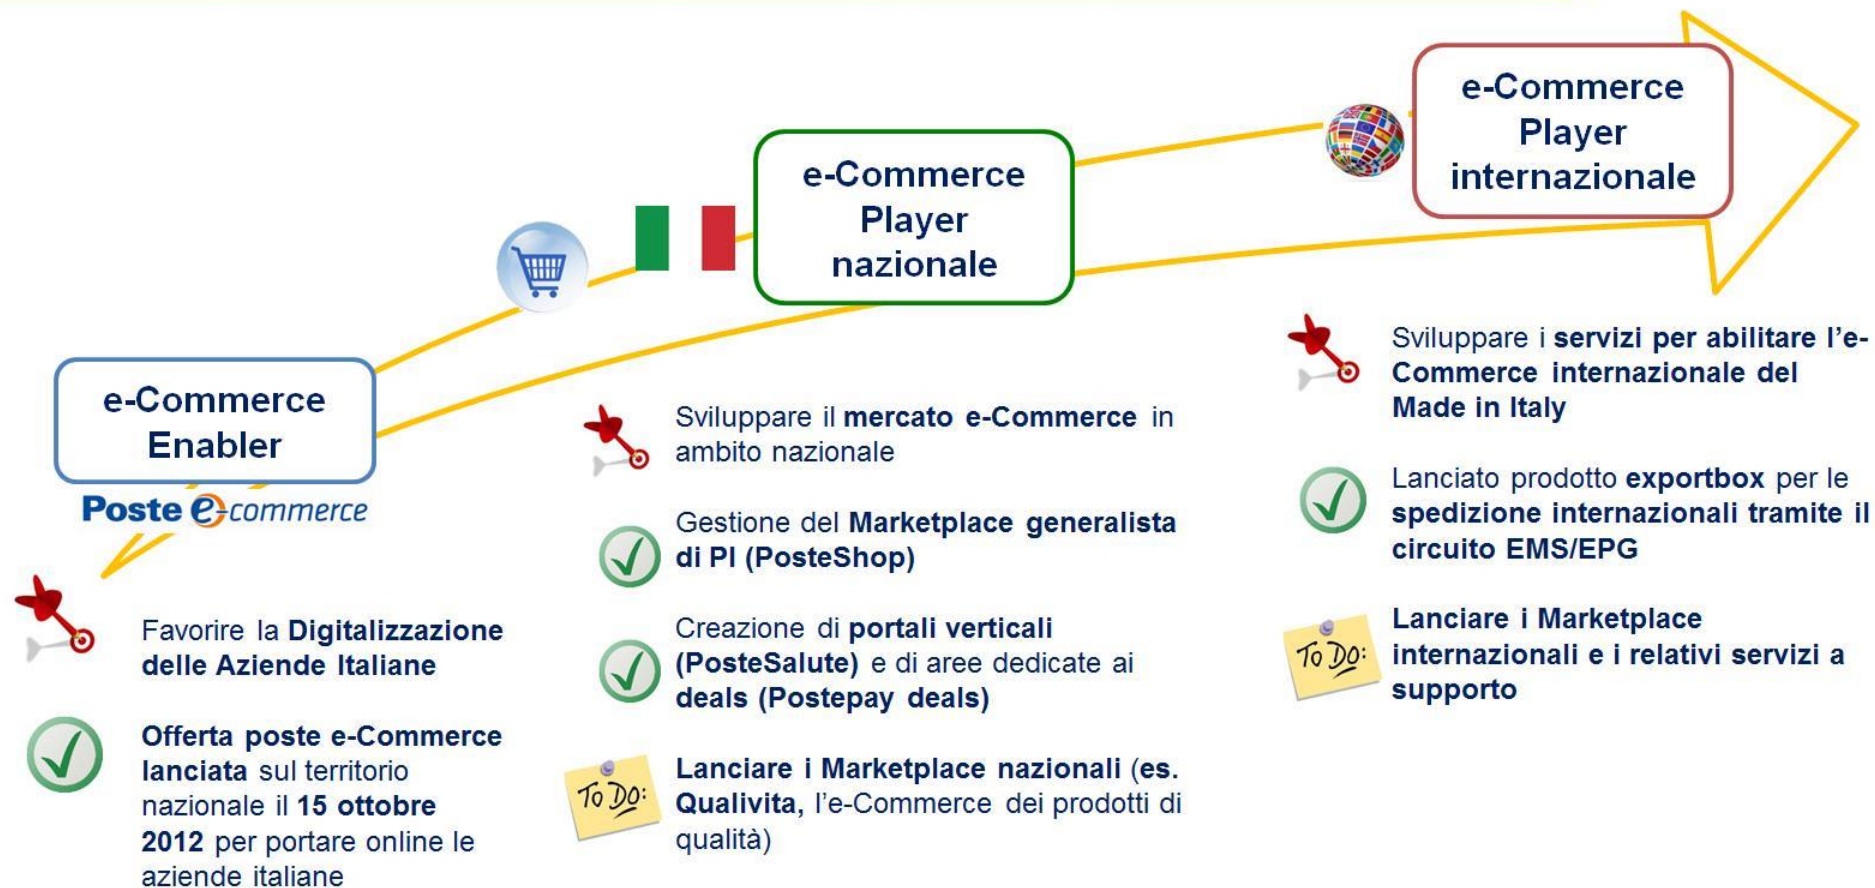 e-Commerce
Enabler
Poste e-commerce
Favorire la Digitalizzazione
delle Aziende Italiane
Offerta poste e-Commerce
lanciata sul territorio
nazionale il 15 ottobre
2012 per portare online le
aziende italiane
e-Commerce
Player
nazionale
Sviluppare il mercato e-Commerce in
ambito nazionale
Gestione del Marketplace generalista
di PI (PosteShop)
Creazione di portali verticali
(PosteSalute) e di aree dedicate ai
deals (Postepay deals)
To Do:
Lanciare i Marketplace nazionali (es.
Qualivita, l'e-Commerce dei prodotti di
qualità)
e-Commerce
Player
internazionale
Sviluppare i servizi per abilitare l'e-
Commerce internazionale del
Made in Italy
Lanciato prodotto exportbox per le
spedizione internazionali tramite il
circuito EMS/EPG
To Do:
Lanciare i Marketplace
internazionali e i relativi servizi a
supporto